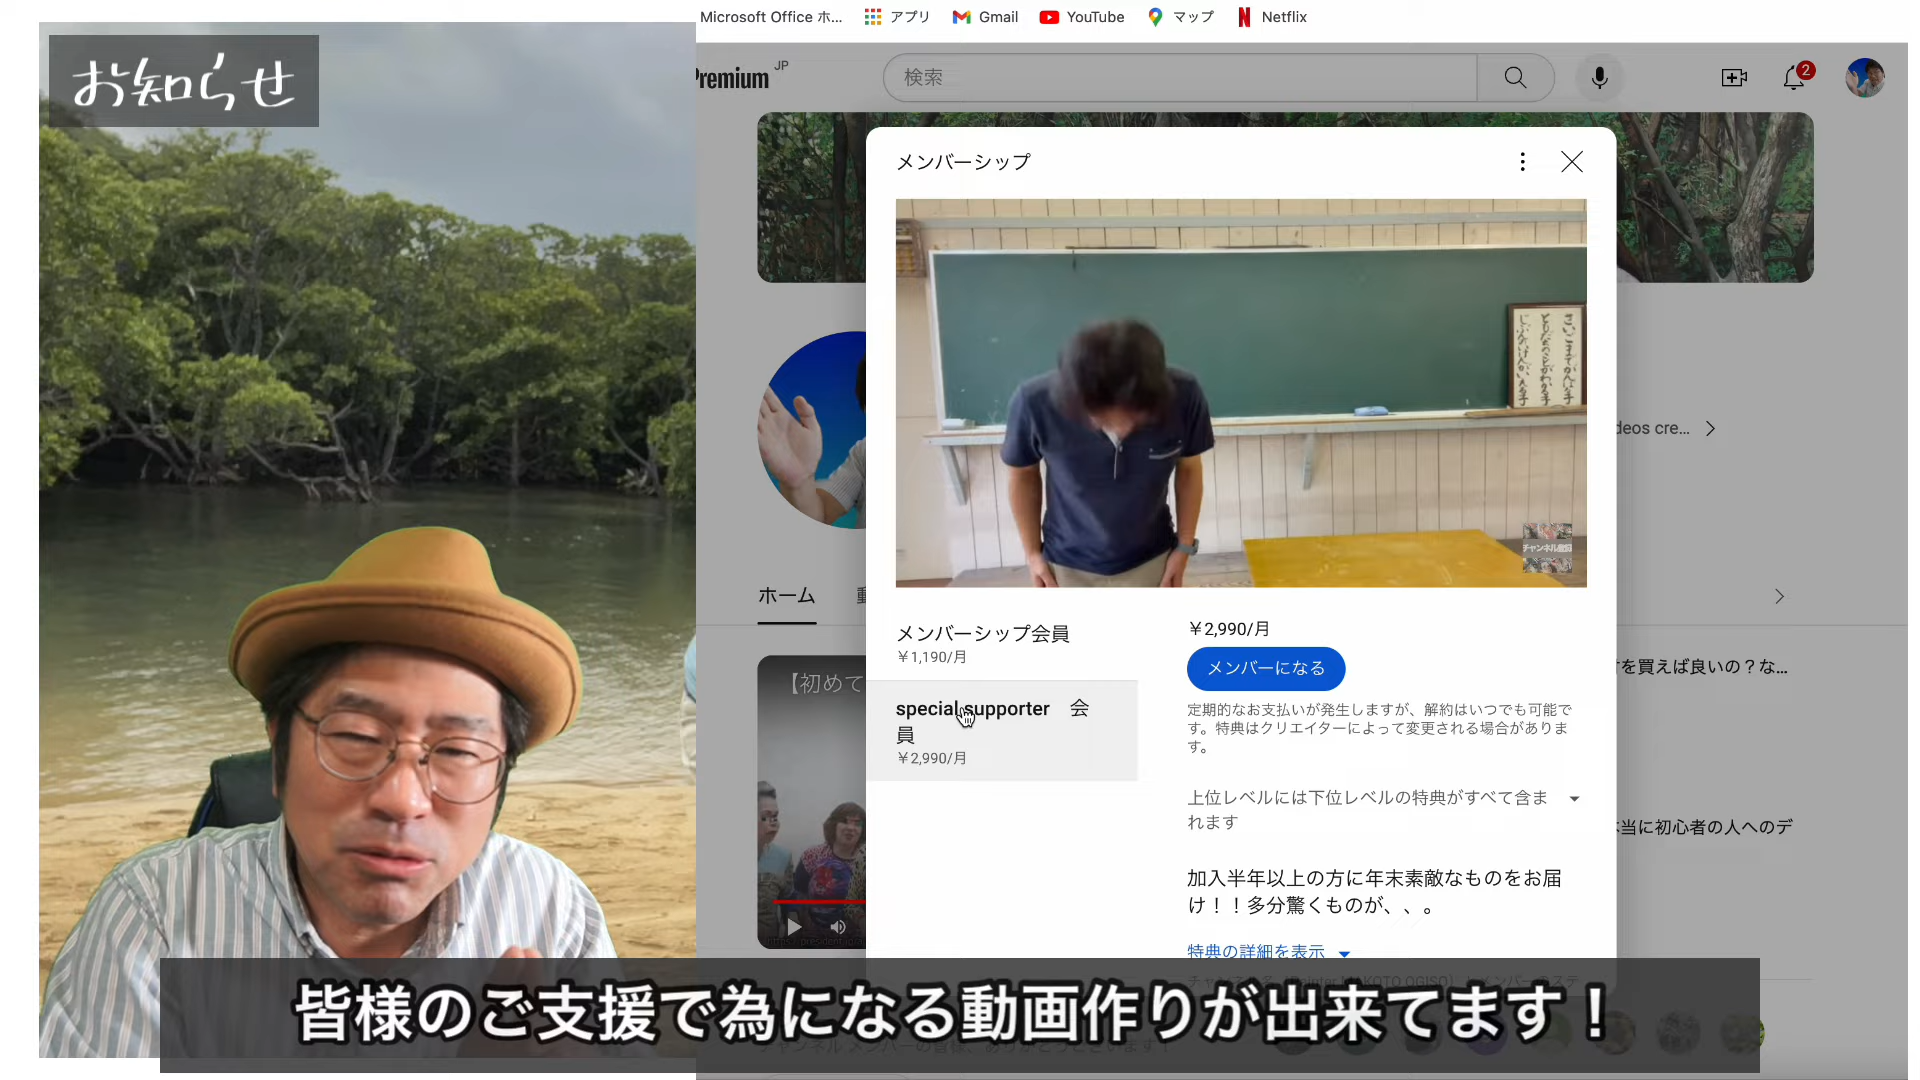 お知らせ
Microsoft Office ホ...
アプリ
Gmail
YouTube
マップ
Netflix
Premium JP
検索
2
メンバーシップ
deos cre...
ホーム
メンバーシップ会員
¥1,190/月
special supporter 会
員
¥2,990/月
¥2,990/月
メンバーになる
定期的なお支払いが発生しますが、解約はいつでも可能で
す。特典はクリエイターによって変更される場合がありま
す。
上位レベルには下位レベルの特典がすべて含ま
れます
加入半年以上の方に年末素敵なものをお届
け！！多分驚くものが、、。
特典の詳細を表示
【初めて
を買えば良いの？な...
当に初心者の人へのデ
皆様のご支援で為になる動画作りが出来てます！